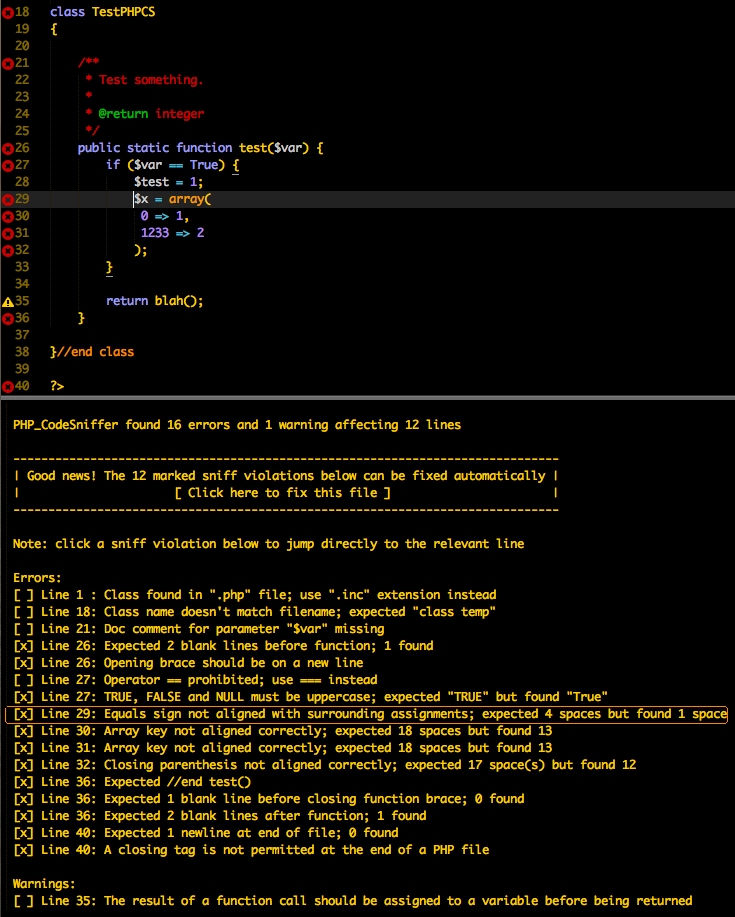 18 class TestPHPCS
19 {
20
21 /**
22 * Test something.
23 *
24 * @return integer
25 */
26 public static function test($var) {
27 if ($var == True) {
28 $test = 1;
29 $x = array(
30 0 => 1,
31 1233 => 2
32 );
33 }
34
35 return blah();
36 }
37
38 }//end class
39
40 ?>
PHP_CodeSniffer found 16 errors and 1 warning affecting 12 lines
--------------------------------------------------------------------------------
| Good news! The 12 marked sniff violations below can be fixed automatically |
| [ Click here to fix this file ] |
--------------------------------------------------------------------------------
Note: click a sniff violation below to jump directly to the relevant line
Errors:
[ ] Line 1 : Class found in ".php" file; use ".inc" extension instead
[ ] Line 18: Class name doesn't match filename; expected "class temp"
[ ] Line 21: Doc comment for parameter "$var" missing
[x] Line 26: Expected 2 blank lines before function; 1 found
[x] Line 26: Opening brace should be on a new line
[ ] Line 27: Operator == prohibited; use === instead
[x] Line 27: TRUE, FALSE and NULL must be uppercase; expected "TRUE" but found "True"
[x] Line 29: Equals sign not aligned with surrounding assignments; expected 4 spaces but found 1 space
[x] Line 30: Array key not aligned correctly; expected 18 spaces but found 13
[x] Line 31: Array key not aligned correctly; expected 18 spaces but found 13
[x] Line 32: Closing parenthesis not aligned correctly; expected 17 space(s) but found 12
[x] Line 36: Expected //end test()
[x] Line 36: Expected 1 blank line before closing function brace; 0 found
[x] Line 36: Expected 2 blank lines after function; 1 found
[x] Line 40: Expected 1 newline at end of file; 0 found
[x] Line 40: A closing tag is not permitted at the end of a PHP file
Warnings:
[ ] Line 35: The result of a function call should be assigned to a variable before being returned